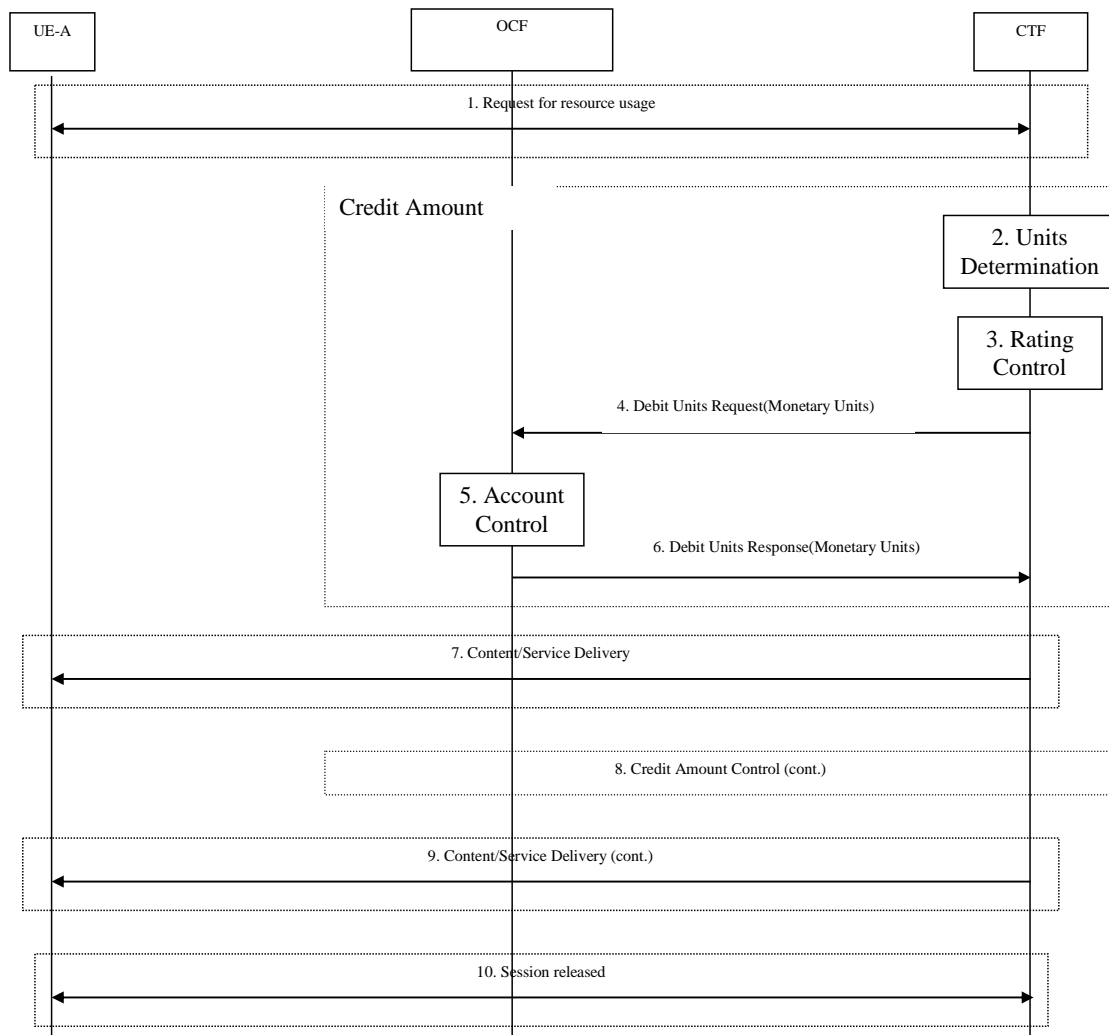 UE-A
OCF
CTF
1. Request for resource usage
Credit Amount
2. Units
Determination
3. Rating
Control
4. Debit Units Request(Monetary Units)
5. Account
Control
6. Debit Units Response(Monetary Units)
7. Content/Service Delivery
8. Credit Amount Control (cont.)
9. Content/Service Delivery (cont.)
10. Session released